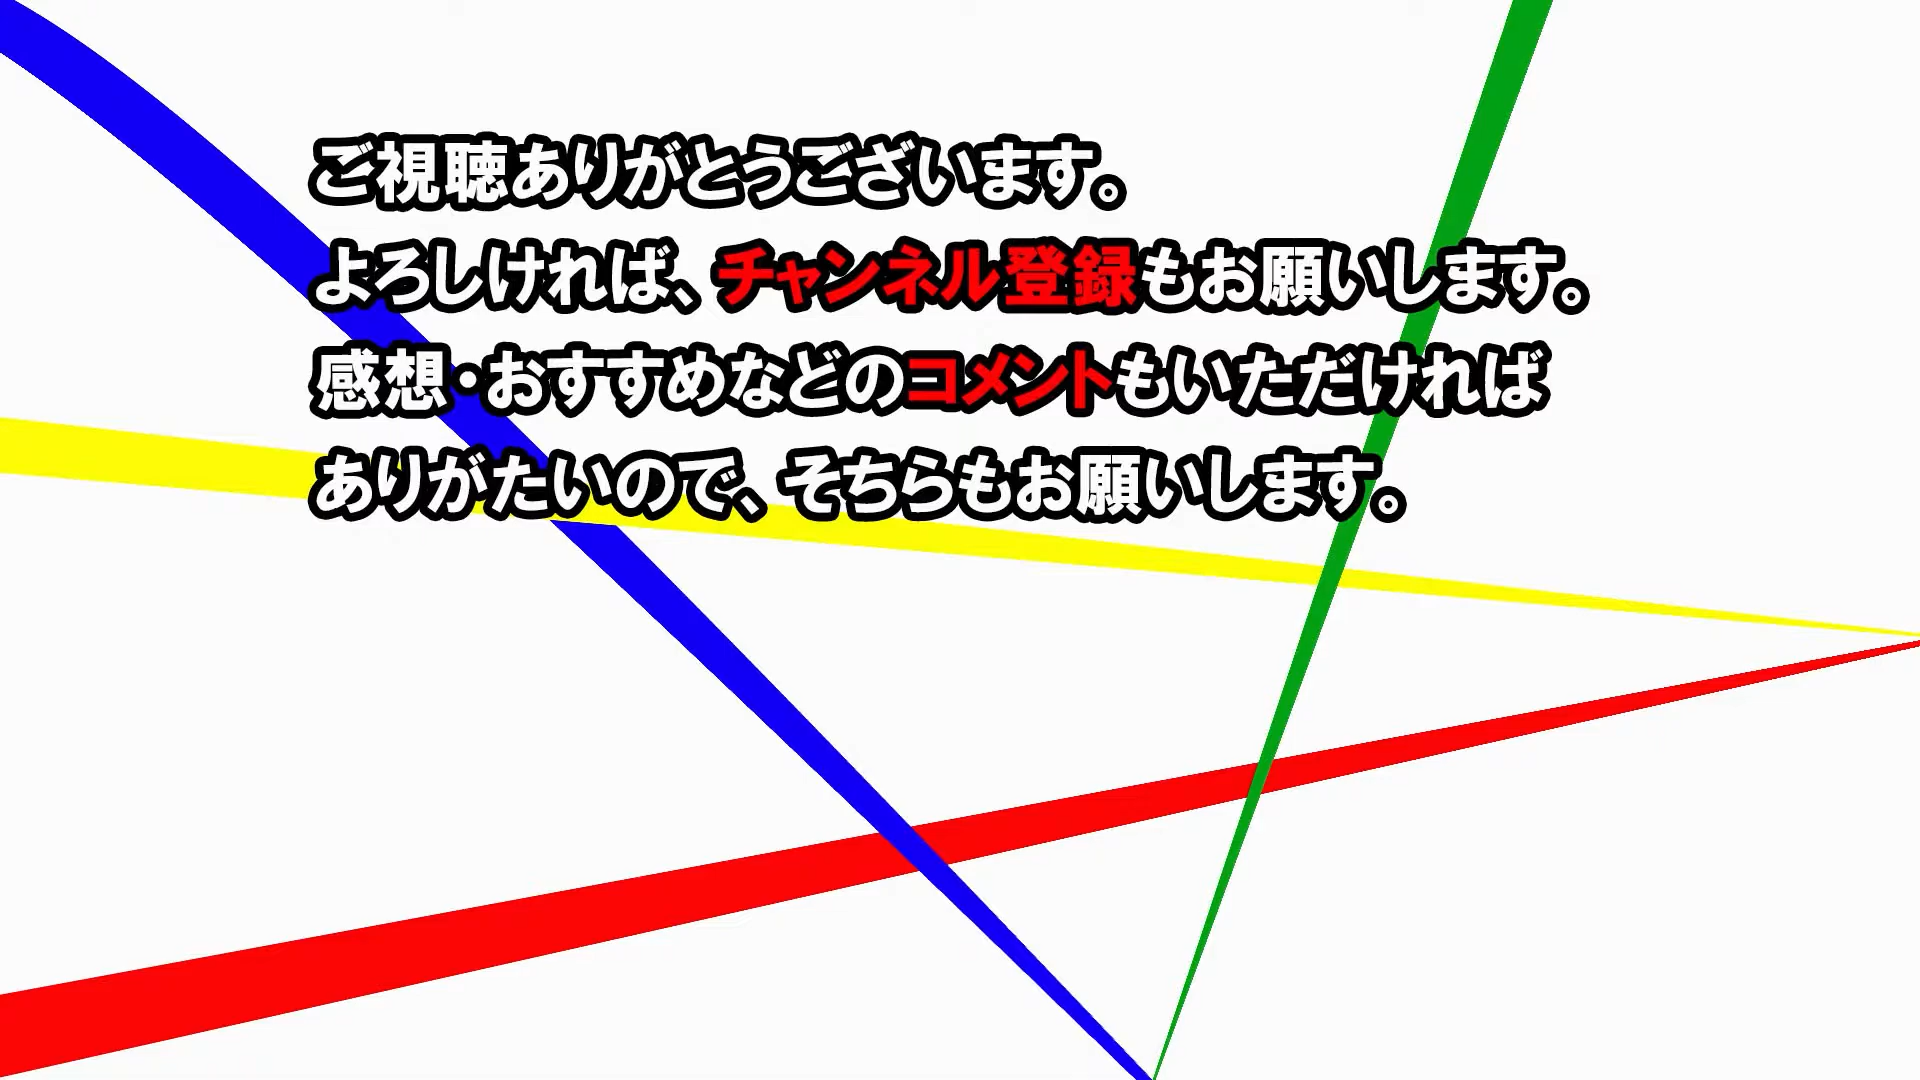 ご視聴ありがとうございます。
よろしければ、チャンネル登録もお願いします。
感想・おすすめなどのコメントもいただければ
ありがたいので、そちらもお願いします。